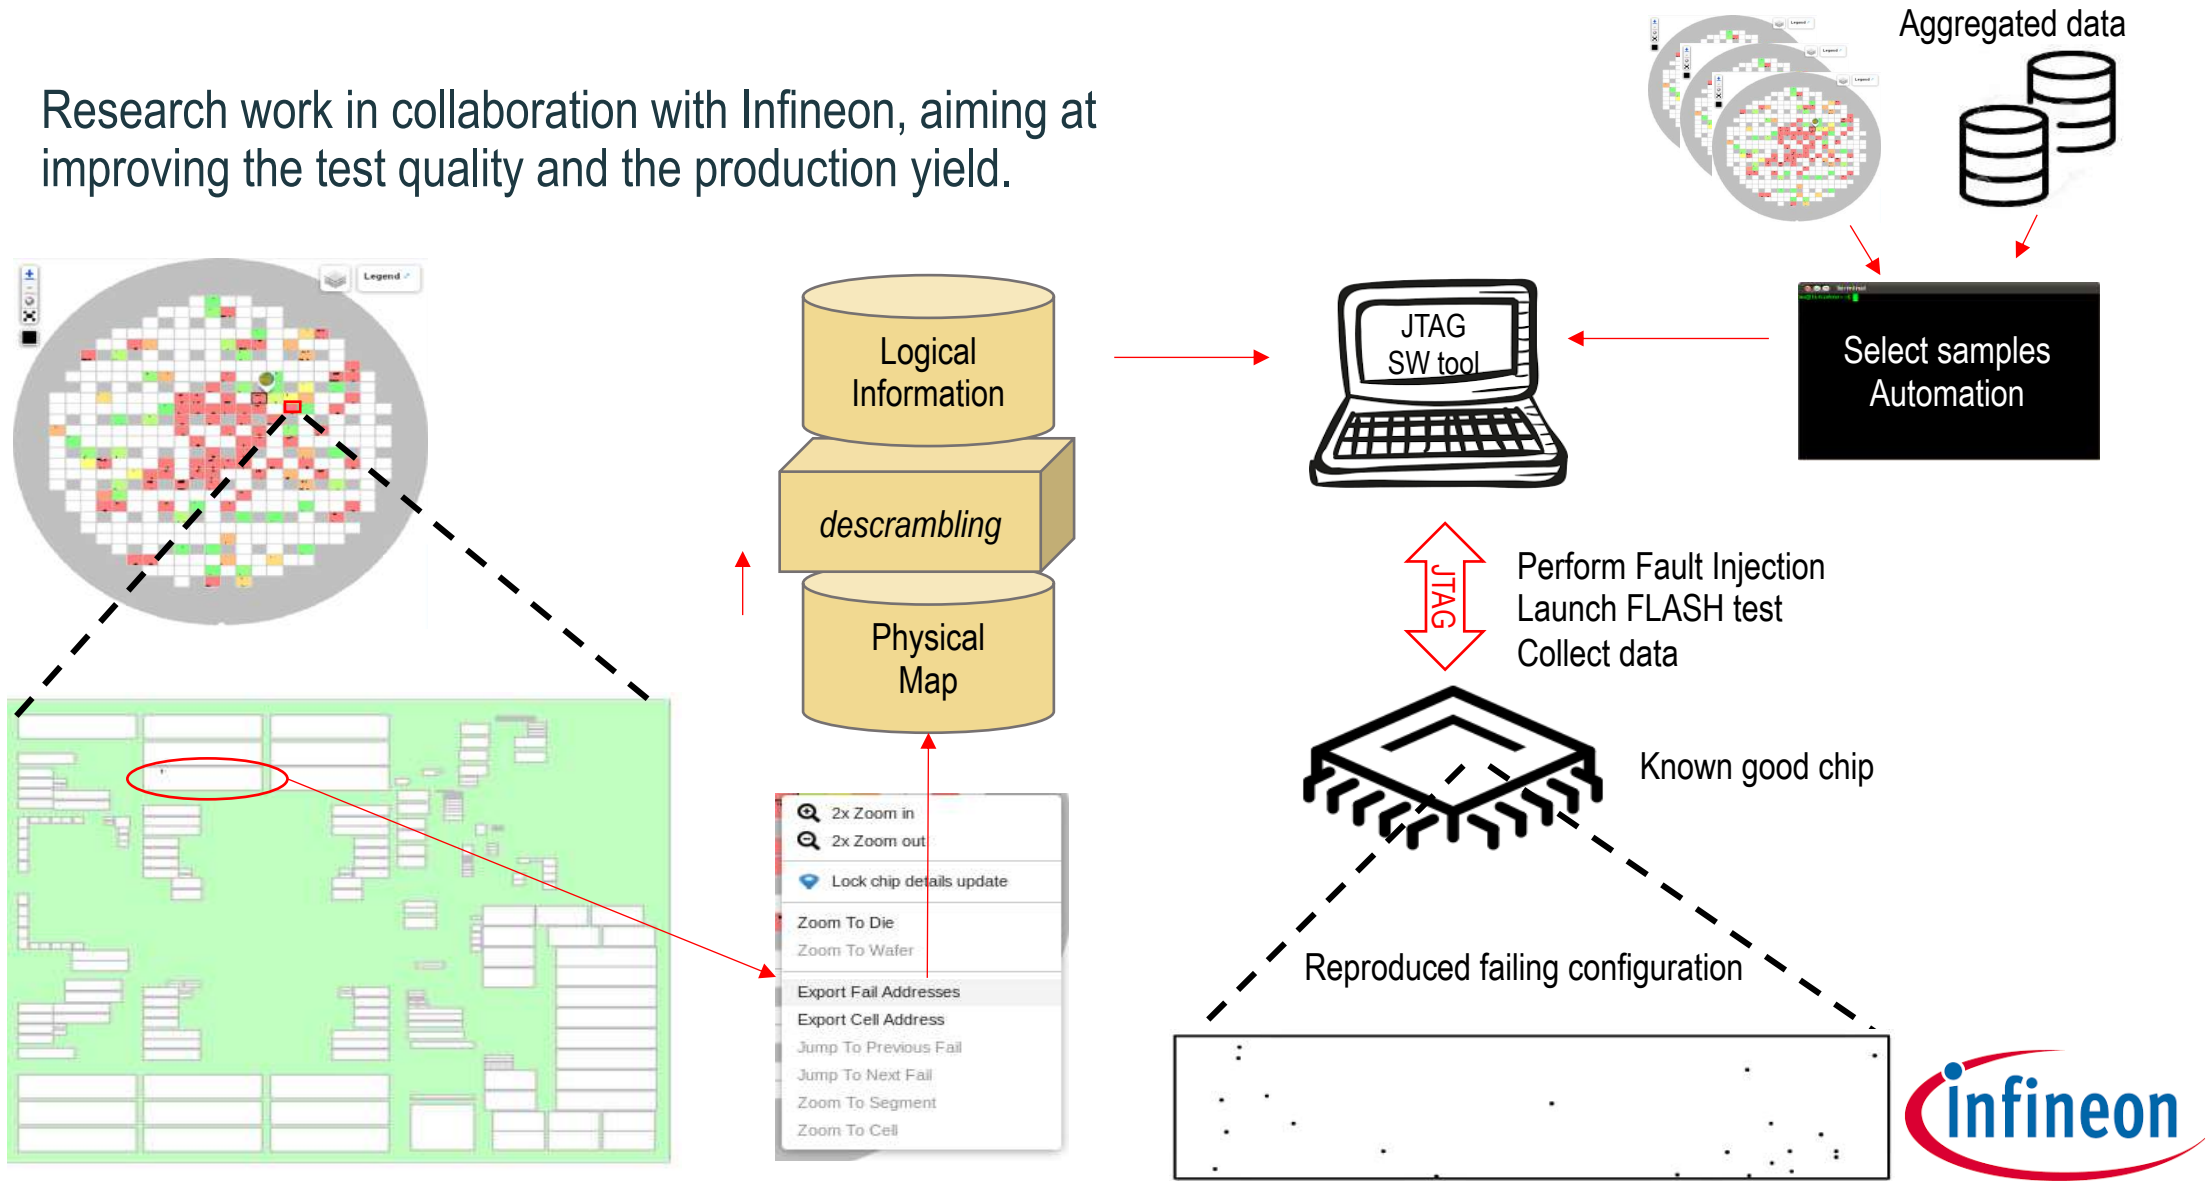 Aggregated data
Research work in collaboration with Infineon, aiming at
improving the test quality and the production yield.
Legend
Legend
Legend
Legend
Terminal
Logical
Information
descrambling
Physical
Map
JTAG
SW tool
Select samples
Automation
JTAG
Perform Fault Injection
Launch FLASH test
Collect data
Known good chip
2x Zoom in
2x Zoom out
Lock chip details update
Zoom To Die
Zoom To Wafer
Export Fail Addresses
Export Cell Address
Jump To Previous Fail
Jump To Next Fail
Zoom To Segment
Zoom To Cell
Reproduced failing configuration
infineon